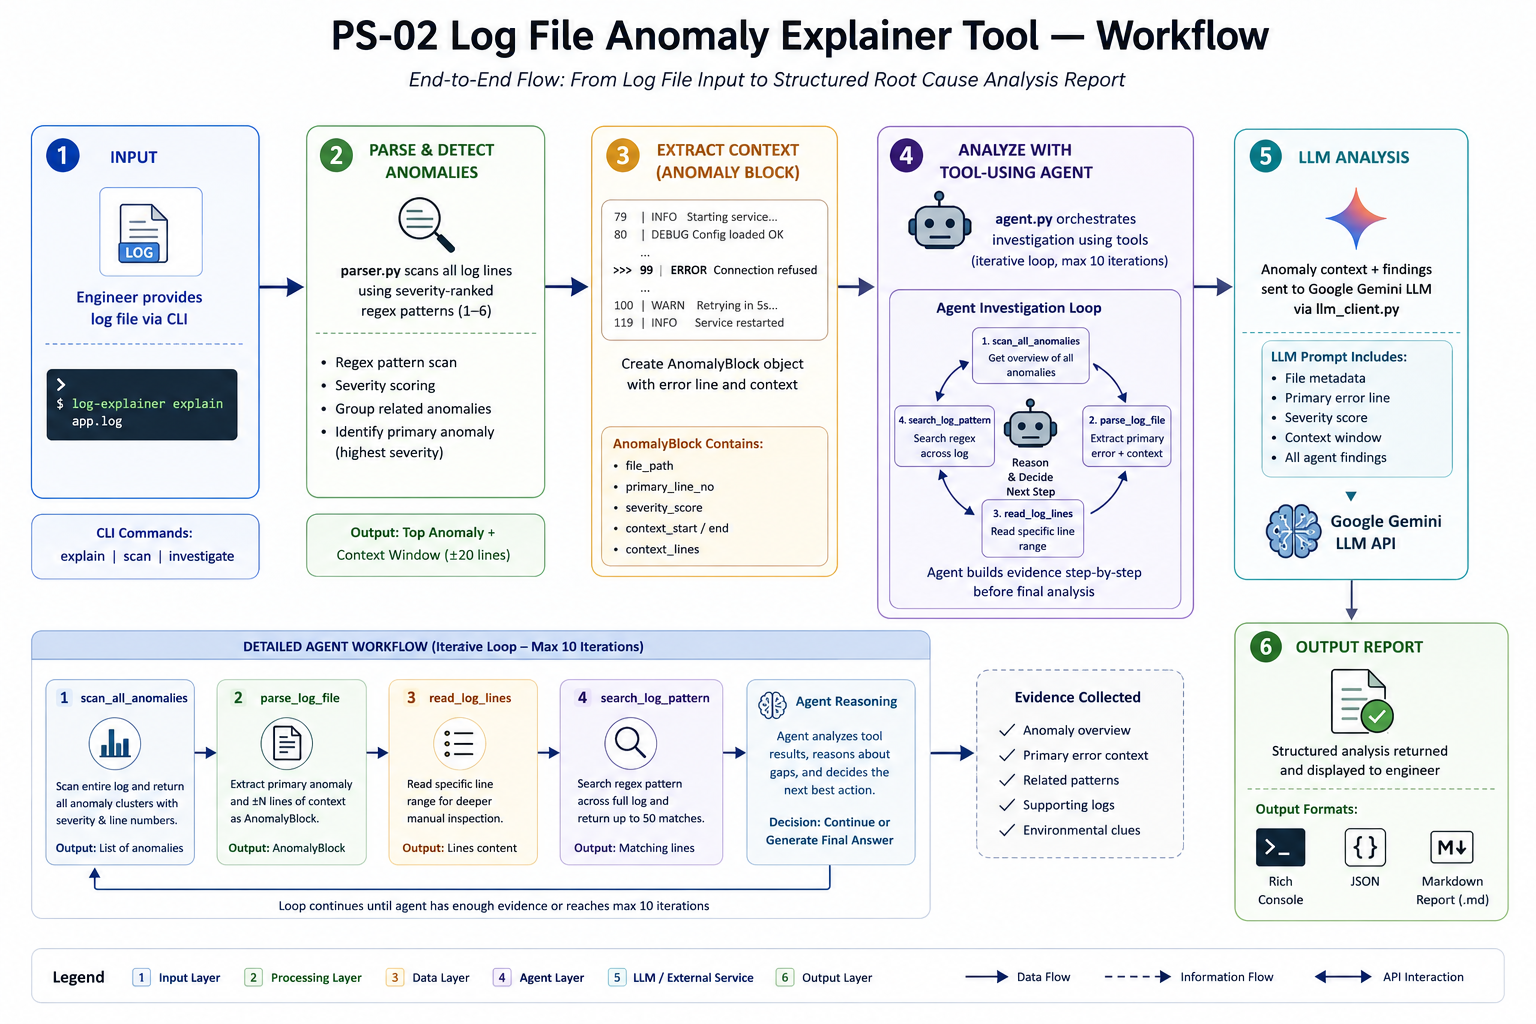 PS-02 Log File Anomaly Explainer Tool — Workflow
End-to-End Flow: From Log File Input to Structured Root Cause Analysis Report
1 INPUT
LOG
Engineer provides
log file via CLI
>
$ log-explainer explain
app.log
CLI Commands:
explain | scan | investigate
2 PARSE & DETECT
ANOMALIES
parser.py scans all log lines
using severity-ranked
regex patterns (1–6)
• Regex pattern scan
• Severity scoring
• Group related anomalies
• Identify primary anomaly
(highest severity)
Output: Top Anomaly +
Context Window (±20 lines)
3 EXTRACT CONTEXT
(ANOMALY BLOCK)
79 | INFO Starting service...
80 | DEBUG Config loaded OK
...
>>> 99 | ERROR Connection refused
...
100 | WARN Retrying in 5s...
119 | INFO Service restarted
Create AnomalyBlock object
with error line and context
AnomalyBlock Contains:
• file_path
• primary_line_no
• severity_score
• context_start / end
• context_lines
4 ANALYZE WITH
TOOL-USING AGENT
agent.py orchestrates
investigation using tools
(iterative loop, max 10 iterations)
Agent Investigation Loop
1. scan_all_anomalies
Get overview of all
anomalies
4. search_log_pattern
Search regex
across log
2. parse_log_file
Extract primary
error + context
Reason
& Decide
Next Step
3. read_log_lines
Read specific line
range
Agent builds evidence step-by-step
before final analysis
5 LLM ANALYSIS
Anomaly context + findings
sent to Google Gemini LLM
via llm_client.py
LLM Prompt Includes:
• File metadata
• Primary error line
• Severity score
• Context window
• All agent findings
Google Gemini
LLM API
DETAILED AGENT WORKFLOW (Iterative Loop – Max 10 Iterations)
1 scan_all_anomalies
Scan entire log and return
all anomaly clusters with
severity & line numbers.
Output: List of anomalies
2 parse_log_file
Extract primary anomaly
and ±N lines of context
as AnomalyBlock.
Output: AnomalyBlock
3 read_log_lines
Read specific line
range for deeper
manual inspection.
Output: Lines content
4 search_log_pattern
Search regex pattern
across full log and
return up to 50 matches.
Output: Matching lines
Agent Reasoning
Agent analyzes tool
results, reasons about
gaps, and decides the
next best action.
Decision: Continue or
Generate Final Answer
Loop continues until agent has enough evidence or reaches max 10 iterations
Evidence Collected
Anomaly overview
Primary error context
Related patterns
Supporting logs
Environmental clues
6 OUTPUT REPORT
Structured analysis returned
and displayed to engineer
Output Formats:
>_ {} M↓
Rich
Console
JSON
Markdown
Report (.md)
Legend
1 Input Layer
2 Processing Layer
3 Data Layer
4 Agent Layer
5 LLM / External Service
6 Output Layer
Data Flow
Information Flow
API Interaction